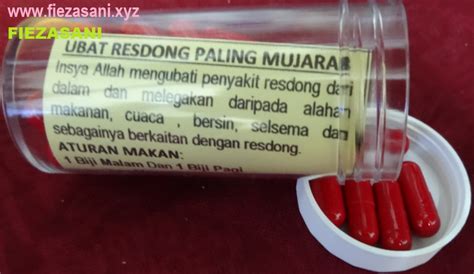 www.fiezasani.xyz
FIEZASANI
UBAT RESDONG PALING MUJARAB
Insya Allah mengubati penyakit resdong dari
dalam dan melegakan daripada alahan
makanan, cuaca , bersin, selsema dan
sebagainya berkaitan dengan resdong.
ATURAN MAKAN:
1 Biji Malam Dan 1 Biji Pagi